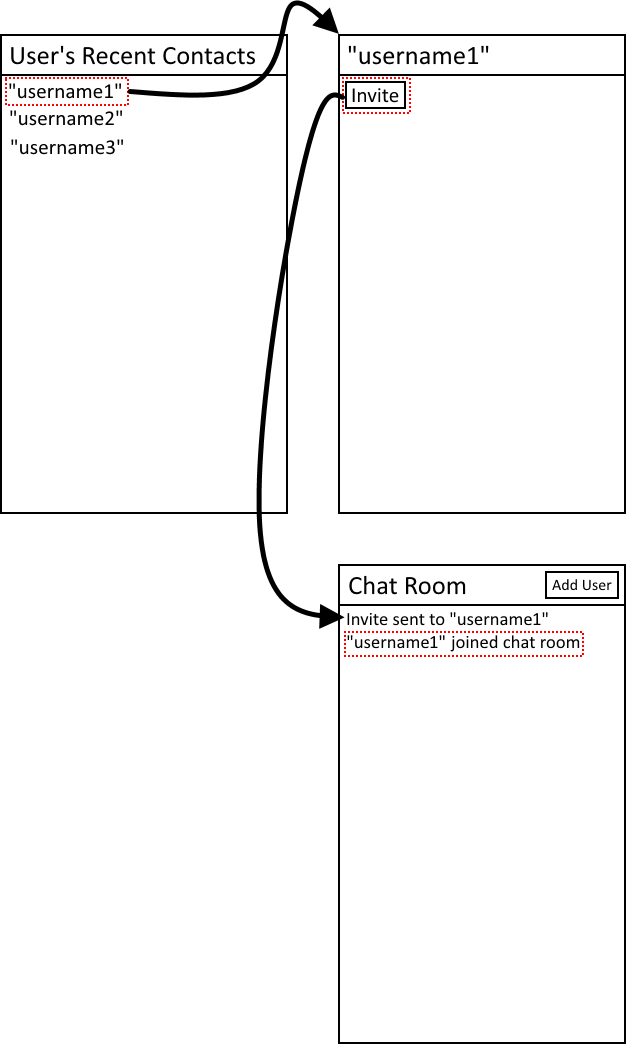 User's Recent Contacts
"username1"
"username2"
"username3"
"username1"
Invite
Chat Room
Add User
Invite sent to "username1"
"username1" joined chat room